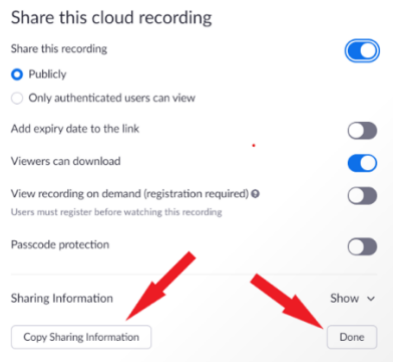 Share this cloud recording
Share this recording
Publicly
Only authenticated users can view
Add expiry date to the link
Viewers can download
View recording on demand (registration required)
Users must register before watching this recording
Passcode protection
Sharing Information Show
Copy Sharing Information Done